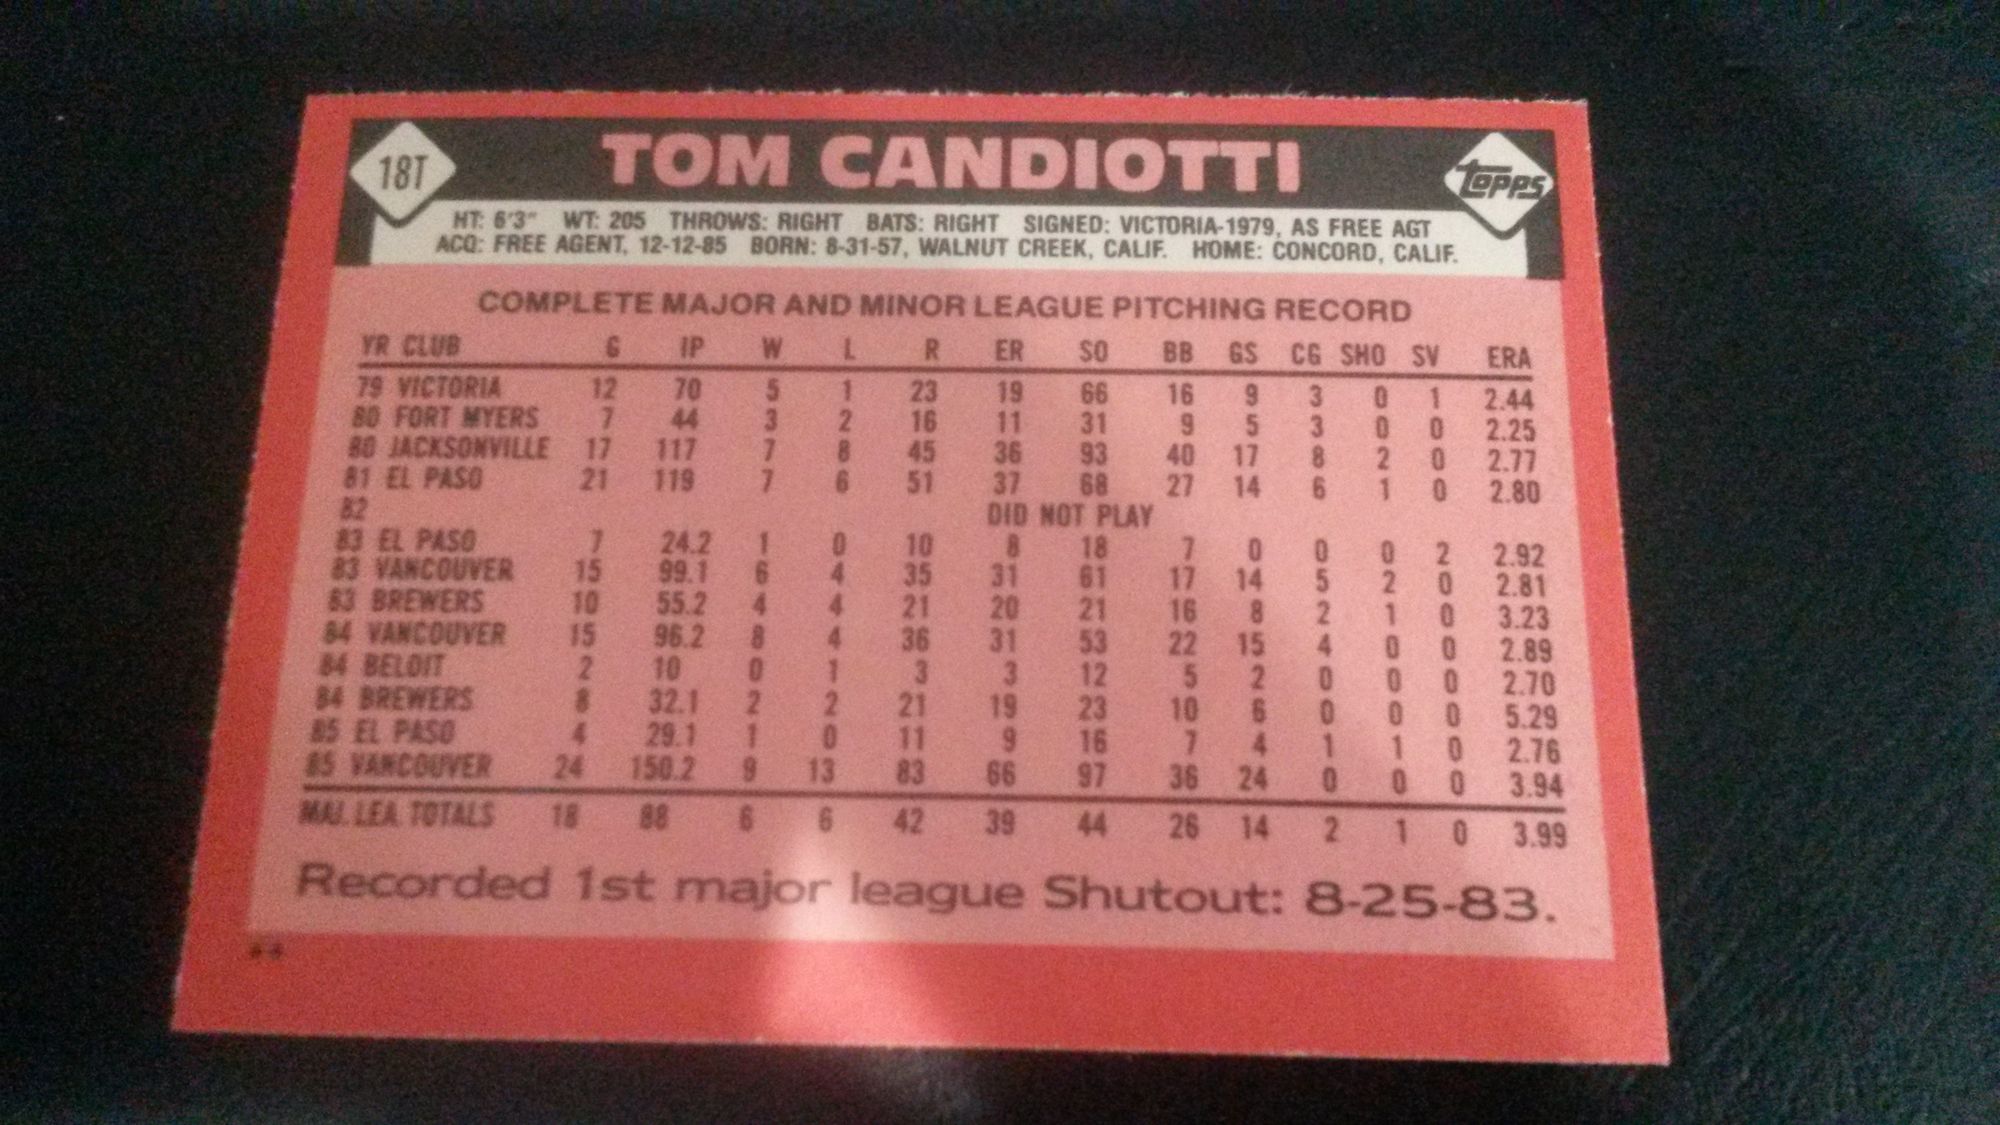 18T
TOM CANDIOTTI
topps
HT: 6'3" WT: 205 THROWS: RIGHT BATS: RIGHT SIGNED: VICTORIA-1979, AS FREE AGT
ACQ: FREE AGENT, 12-12-85 BORN: 8-31-57, WALNUT CREEK, CALIF. HOME: CONCORD, CALIF.
COMPLETE MAJOR AND MINOR LEAGUE PITCHING RECORD
YR CLUB G IP W L R ER SO BB GS CG SHO SV ERA
79 VICTORIA 12 70 5 1 23 19 66 16 9 3 0 1 2.44
80 FORT MYERS 7 44 3 2 16 11 31 9 5 3 0 0 2.25
80 JACKSONVILLE 17 117 7 8 45 36 93 40 17 8 2 0 2.77
81 EL PASO 21 119 7 6 51 37 68 27 14 6 1 0 2.80
82 DID NOT PLAY
83 EL PASO 7 24.2 1 0 10 8 18 7 0 0 0 2 2.92
83 VANCOUVER 15 99.1 6 4 35 31 61 17 14 5 2 0 2.81
83 BREWERS 10 55.2 4 4 21 20 21 16 8 2 1 0 3.23
84 VANCOUVER 15 96.2 8 4 36 31 53 22 15 4 0 0 2.89
84 BELOIT 2 10 0 1 3 3 12 5 2 0 0 0 2.70
84 BREWERS 8 32.1 2 2 21 19 23 10 6 0 0 0 5.29
85 EL PASO 4 29.1 1 0 11 9 16 7 4 1 1 0 2.76
85 VANCOUVER 24 150.2 9 13 83 66 97 36 24 0 0 0 3.94
MAJ. LEA. TOTALS 18 88 6 6 42 39 44 26 14 2 1 0 3.99
Recorded 1st major league Shutout: 8-25-83.
**